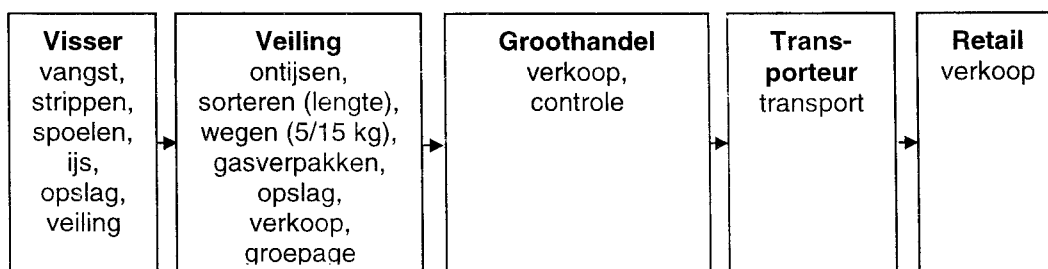 Visser
vangst,
strippen,
spoelen,
ijs,
opslag,
veiling
Veiling
ontijsen,
sorteren (lengte),
wegen (5/15 kg),
gasverpakken,
opslag,
verkoop,
groepage
Groothandel
verkoop,
controle
Trans-
porteur
transport
Retail
verkoop